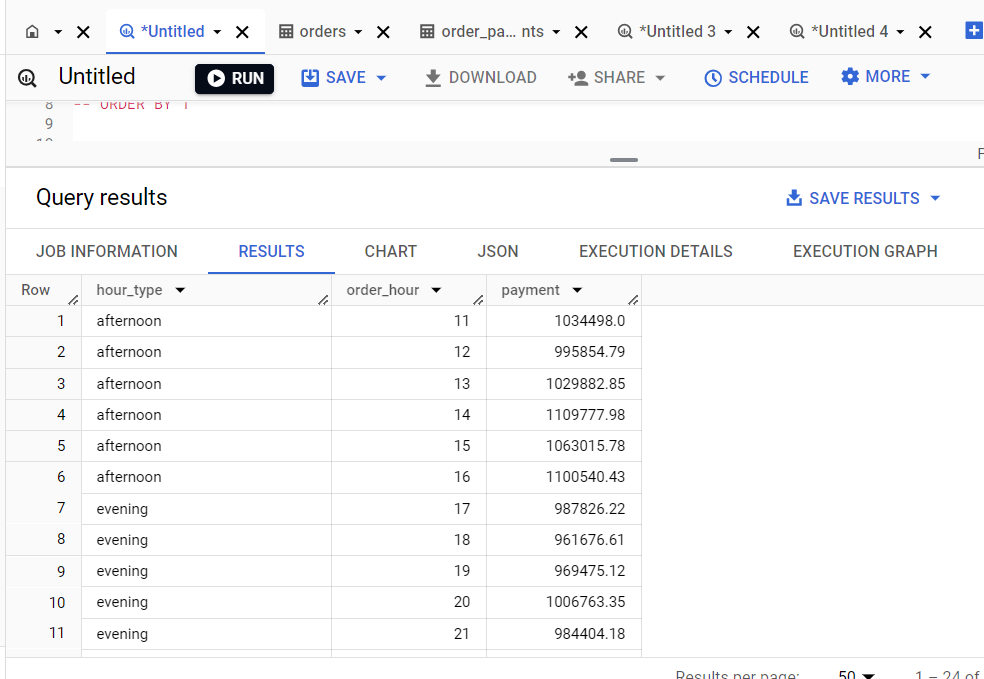 *Untitled orders order_pa... nts *Untitled 3 *Untitled 4
Untitled RUN SAVE DOWNLOAD SHARE SCHEDULE MORE
8 -- ORDER BY 1
9
10
Query results SAVE RESULTS
JOB INFORMATION RESULTS CHART JSON EXECUTION DETAILS EXECUTION GRAPH
Row hour_type order_hour payment
1 afternoon 11 1034498.0
2 afternoon 12 995854.79
3 afternoon 13 1029882.85
4 afternoon 14 1109777.98
5 afternoon 15 1063015.78
6 afternoon 16 1100540.43
7 evening 17 987826.22
8 evening 18 961676.61
9 evening 19 969475.12
10 evening 20 1006763.35
11 evening 21 984404.18
Results per page: 50 1 – 24 of